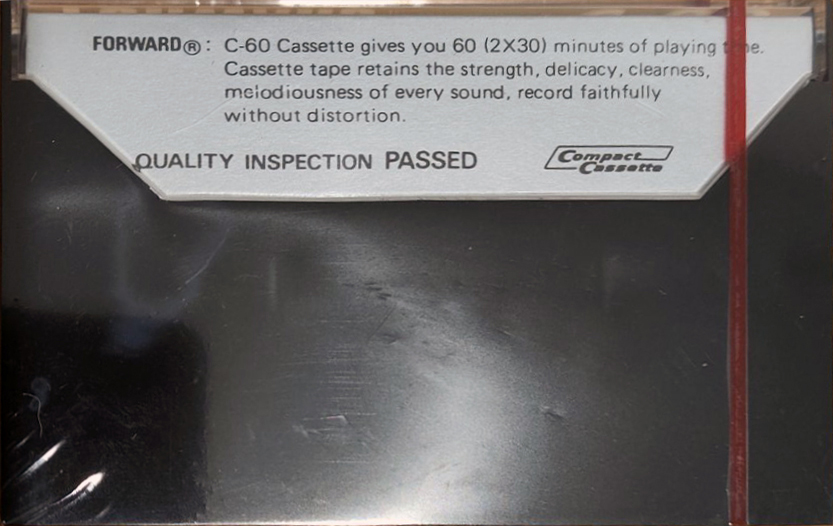 FORWARD®: C-60 Cassette gives you 60 (2X30) minutes of playing time.
Cassette tape retains the strength, delicacy, clearness,
melodiousness of every sound, record faithfully
without distortion.
QUALITY INSPECTION PASSED
Compact
Cassette